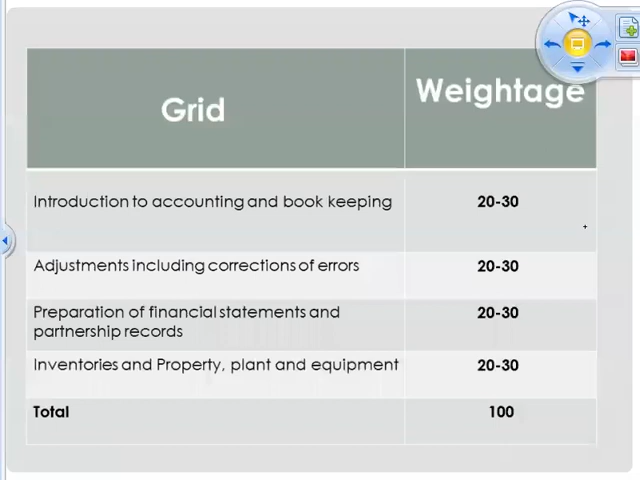 Grid
Weightage
Introduction to accounting and book keeping
20-30
Adjustments including corrections of errors
20-30
Preparation of financial statements and
partnership records
20-30
Inventories and Property, plant and equipment
20-30
Total
100